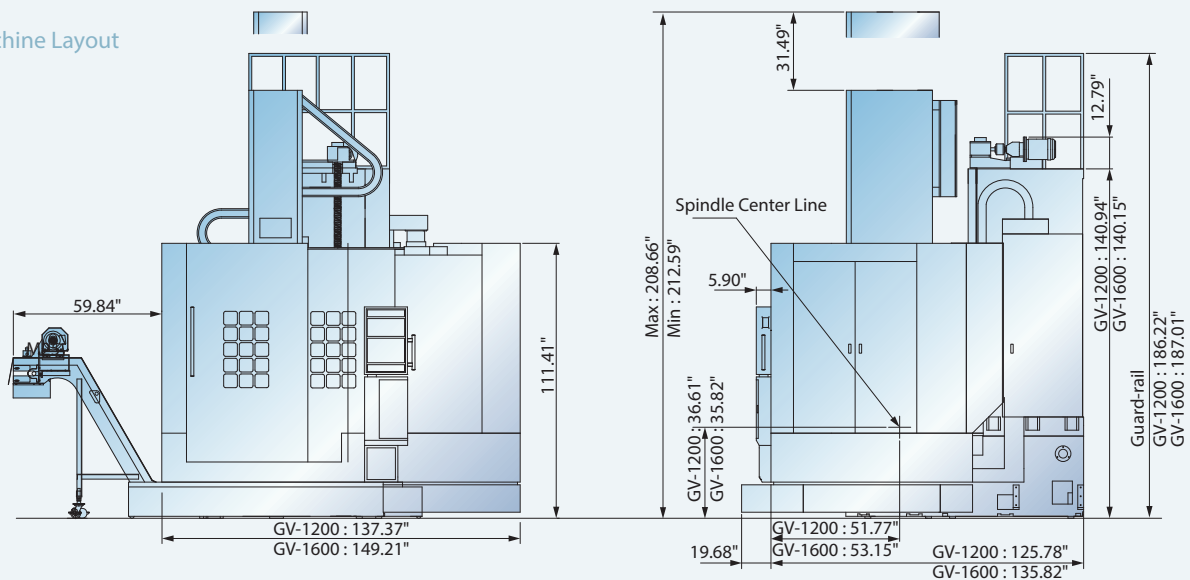 chine Layout
59.84"
111.41"
GV-1200 : 137.37"
GV-1600 : 149.21"
31.49"
12.79"
Spindle Center Line
5.90"
Max : 208.66"
Min : 212.59"
GV-1200 : 36.61"
GV-1600 : 35.82"
GV-1200 : 140.94"
GV-1600 : 140.15"
Guard-rail
GV-1200 : 186.22"
GV-1600 : 187.01"
19.68"
GV-1200 : 51.77"
GV-1600 : 53.15"
GV-1200 : 125.78"
GV-1600 : 135.82"